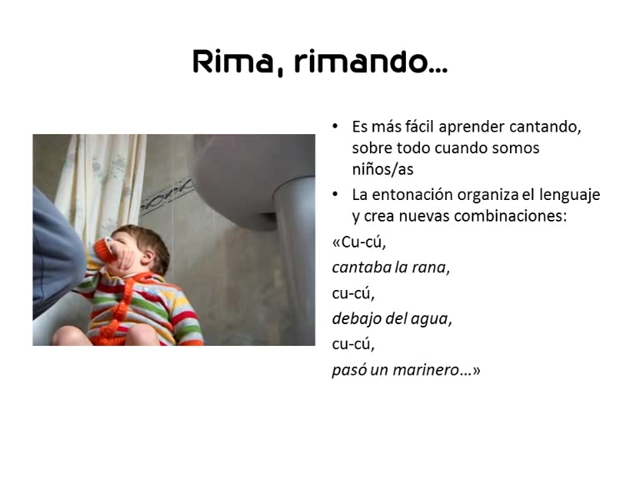 Rima, rimando...
• Es más fácil aprender cantando,
sobre todo cuando somos
niños/as
• La entonación organiza el lenguaje
y crea nuevas combinaciones:
«Cu-cú,
cantaba la rana,
cu-cú,
debajo del agua,
cu-cú,
pasó un marinero...»